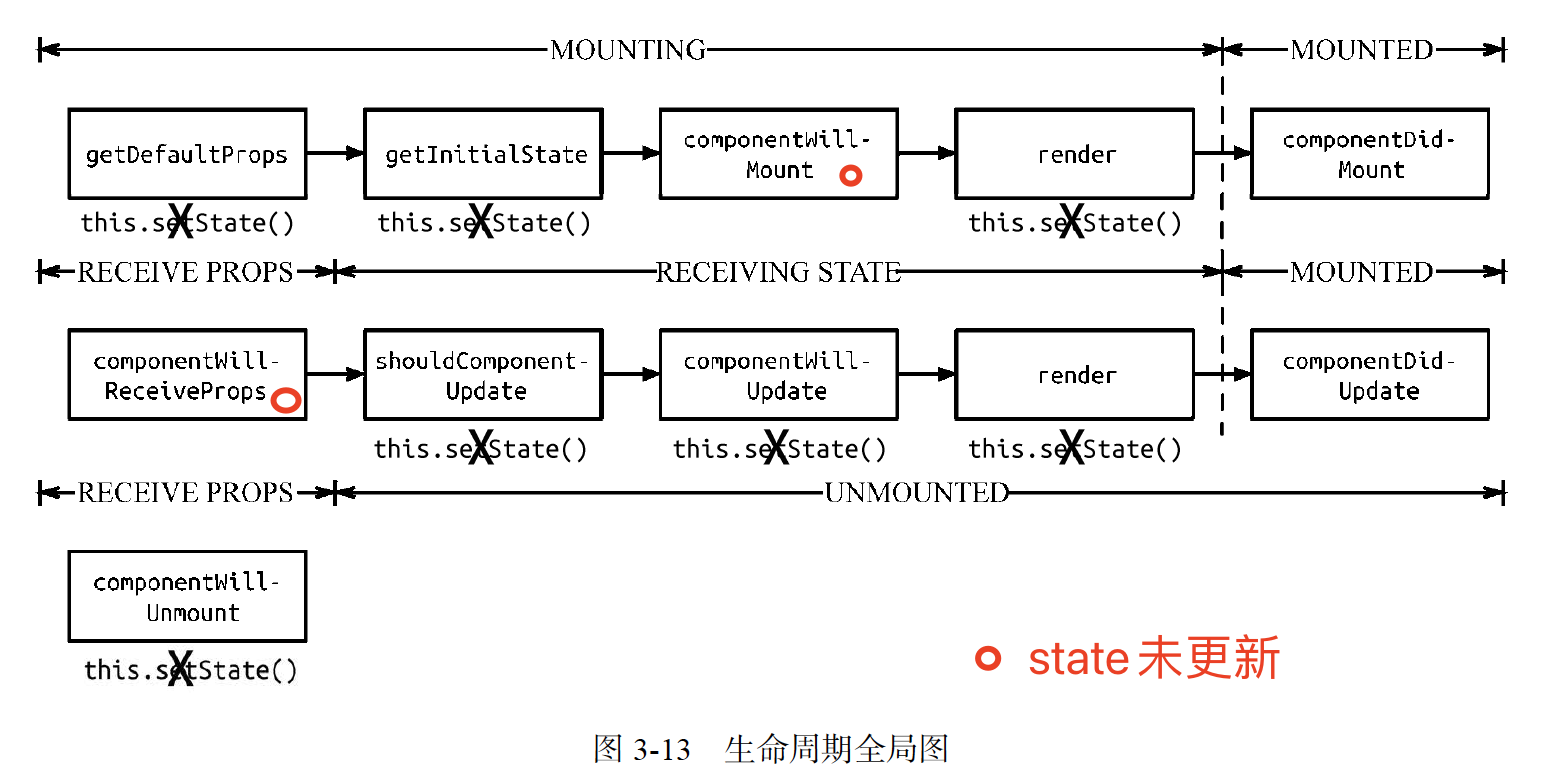 MOUNTING MOUNTED
getDefaultProps getInitialState componentWill- render componentDid-
Mount Mount
this.setState() this.setState() this.setState()
RECEIVE PROPS RECEIVING STATE MOUNTED
componentWill- shouldComponent- componentWill- render componentDid-
ReceiveProps Update Update Update
this.setState() this.setState() this.setState()
RECEIVE PROPS UNMOUNTED
componentWill-
Unmount
this.setState()
state 未更新
图 3-13 生命周期全局图